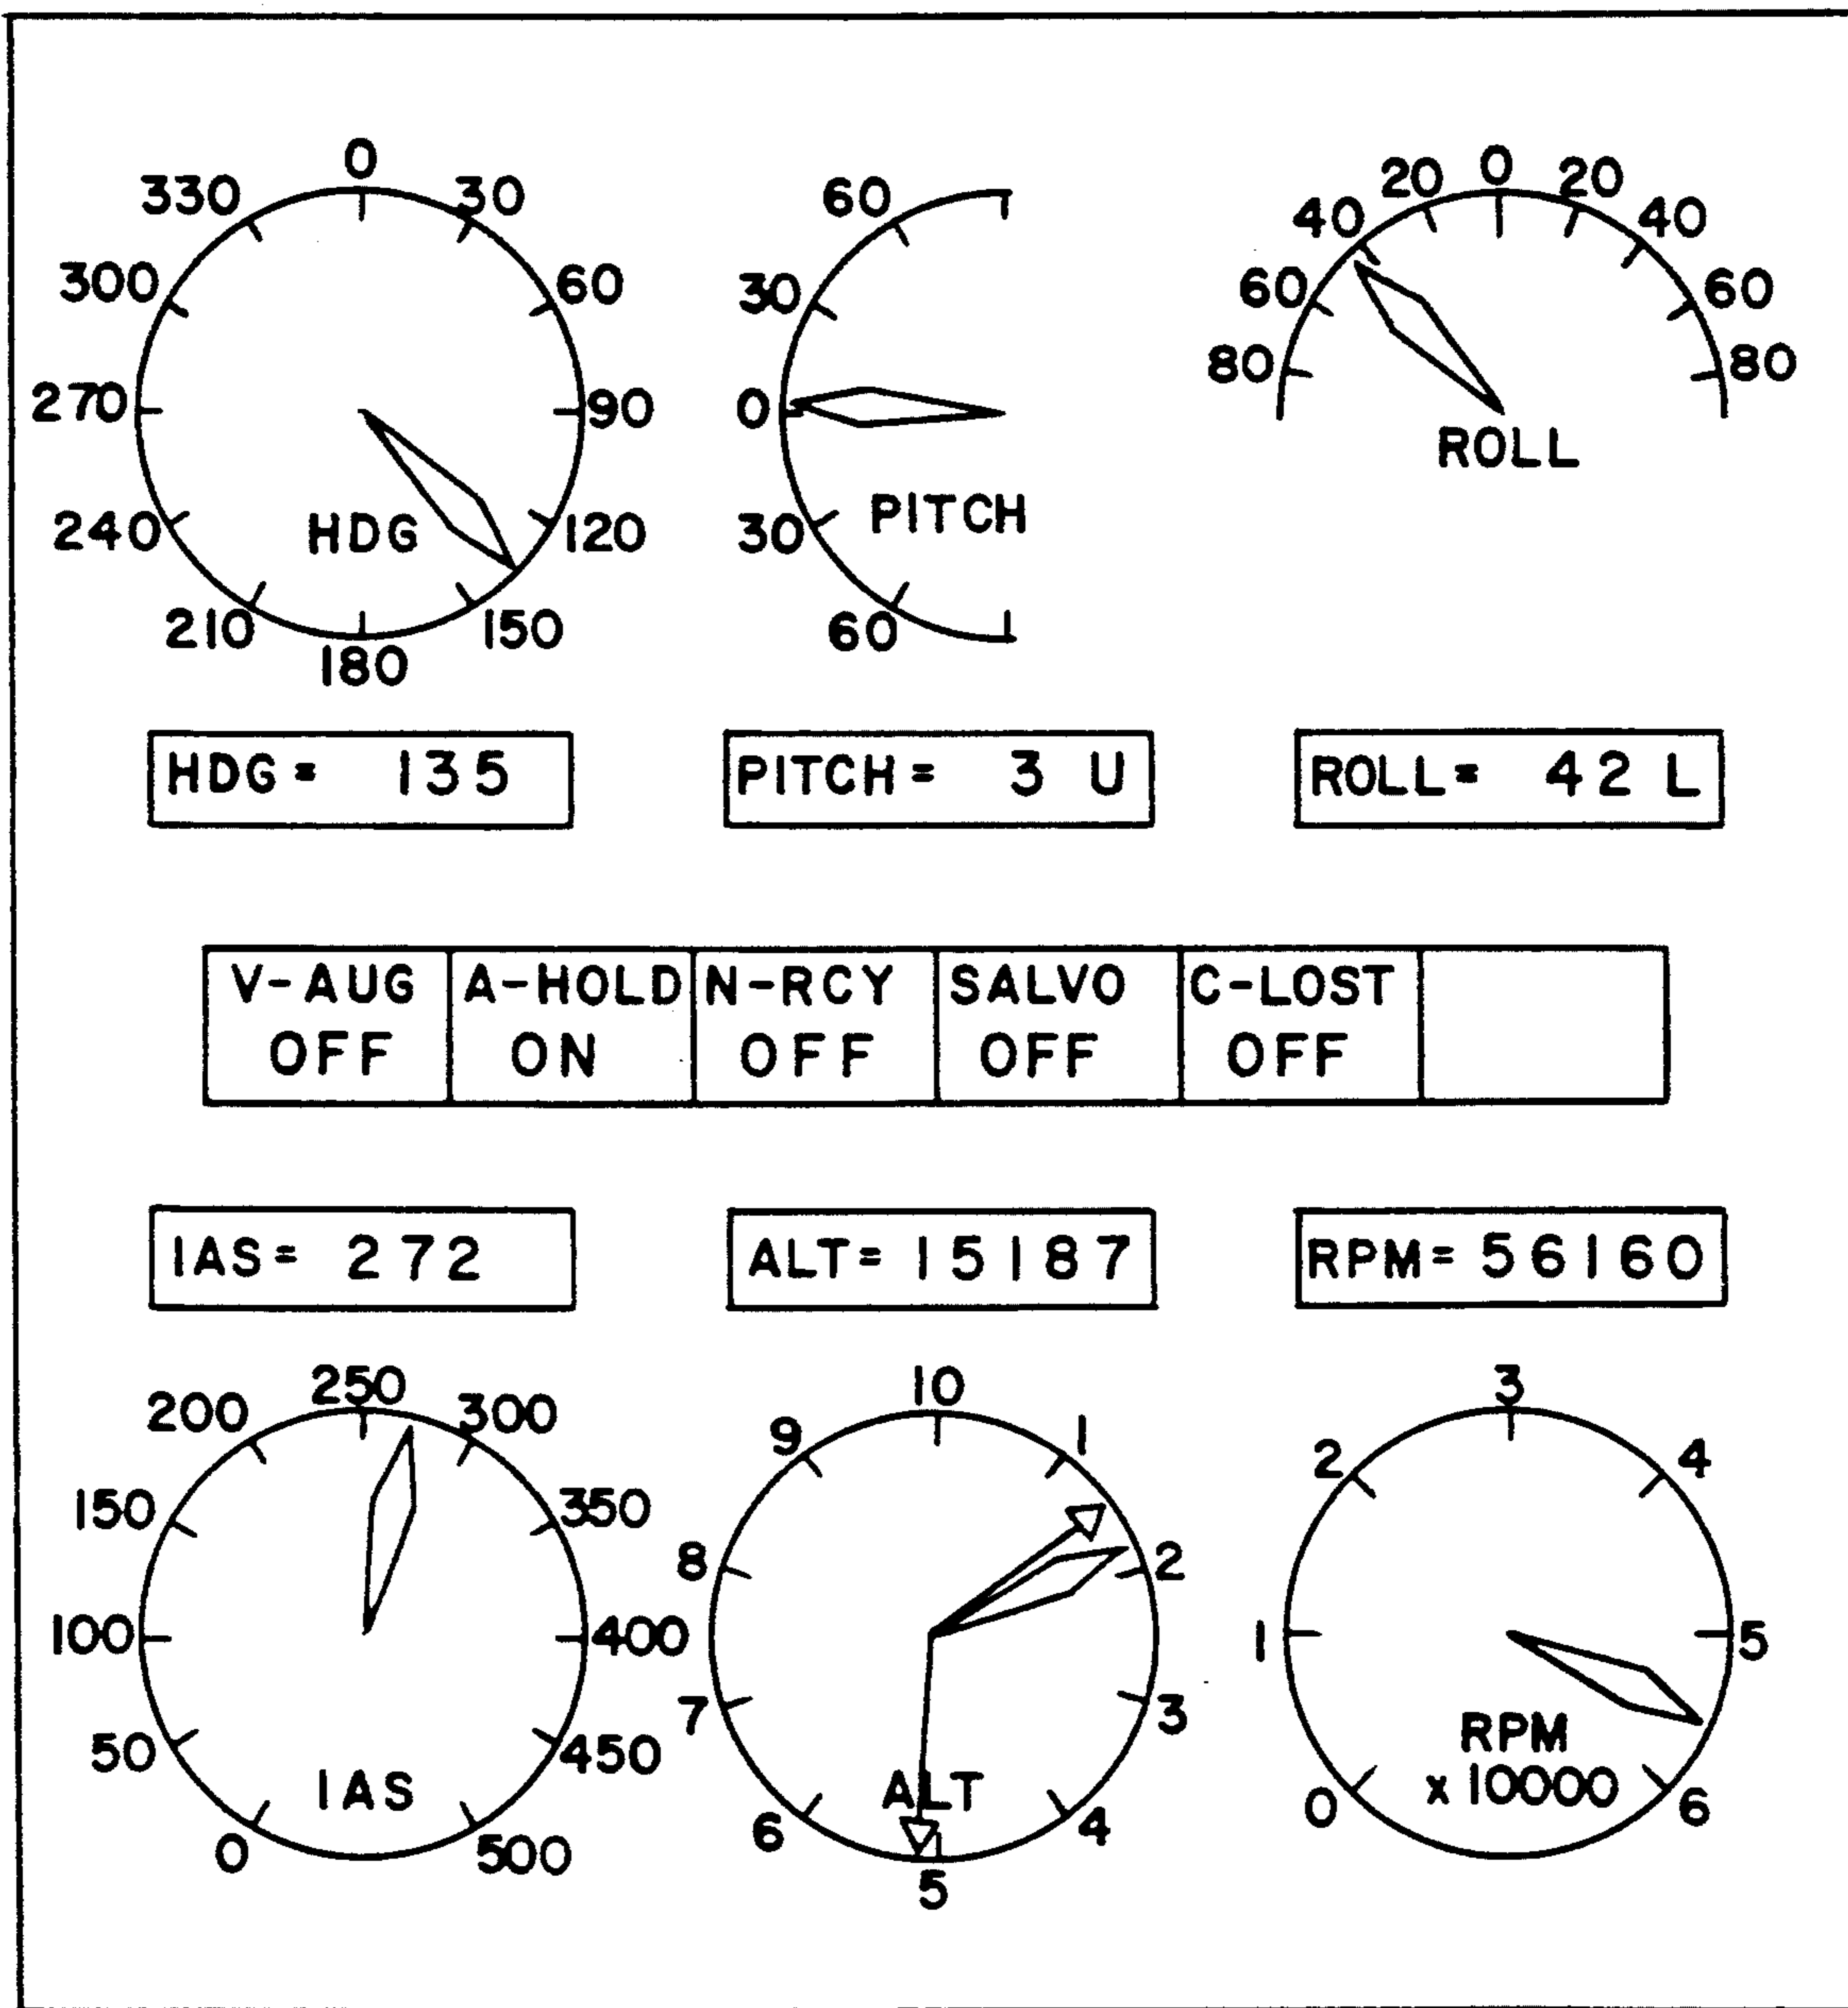 0
330 30
300 60
270 90
240 120
210 150
180
HDG
60
30
0
30
60
PITCH
0
20 20
40 40
60 60
80 80
ROLL
HDG= 135
PITCH= 3 U
ROLL= 42 L
V-AUG A-HOLD N-RCY SALVO C-LOST
OFF ON OFF OFF OFF
IAS= 272
ALT= 15187
RPM= 56160
250
200 300
150 350
100 400
50 450
0 500
IAS
10
9 1
8 2
7 3
6 4
5
ALT
3
2 4
1 5
0 6
RPM
x 10000